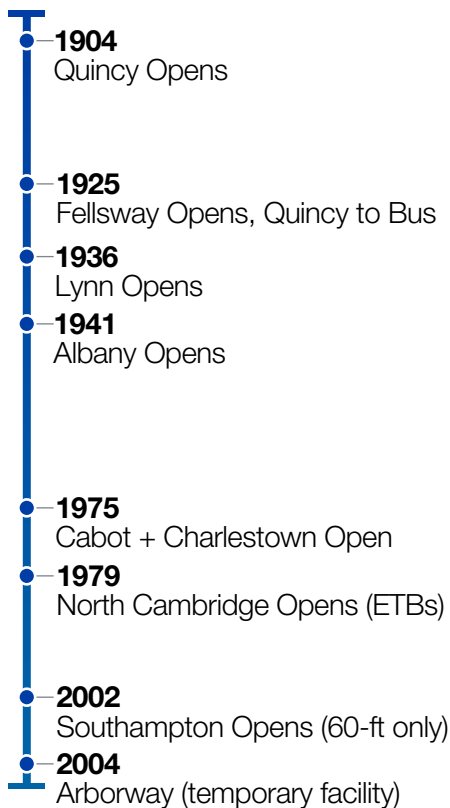 1904
Quincy Opens
1925
Fellsway Opens, Quincy to Bus
1936
Lynn Opens
1941
Albany Opens
1975
Cabot + Charlestown Open
1979
North Cambridge Opens (ETBs)
2002
Southampton Opens (60-ft only)
2004
Arborway (temporary facility)